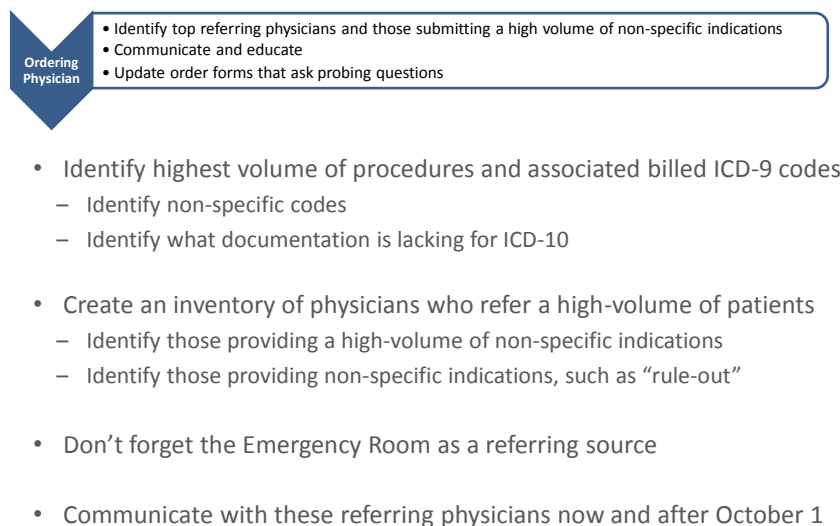 • Identify top referring physicians and those submitting a high volume of non-specific indications
• Communicate and educate
• Update order forms that ask probing questions
Ordering
Physician
• Identify highest volume of procedures and associated billed ICD-9 codes
– Identify non-specific codes
– Identify what documentation is lacking for ICD-10
• Create an inventory of physicians who refer a high-volume of patients
– Identify those providing a high-volume of non-specific indications
– Identify those providing non-specific indications, such as “rule-out”
• Don’t forget the Emergency Room as a referring source
• Communicate with these referring physicians now and after October 1